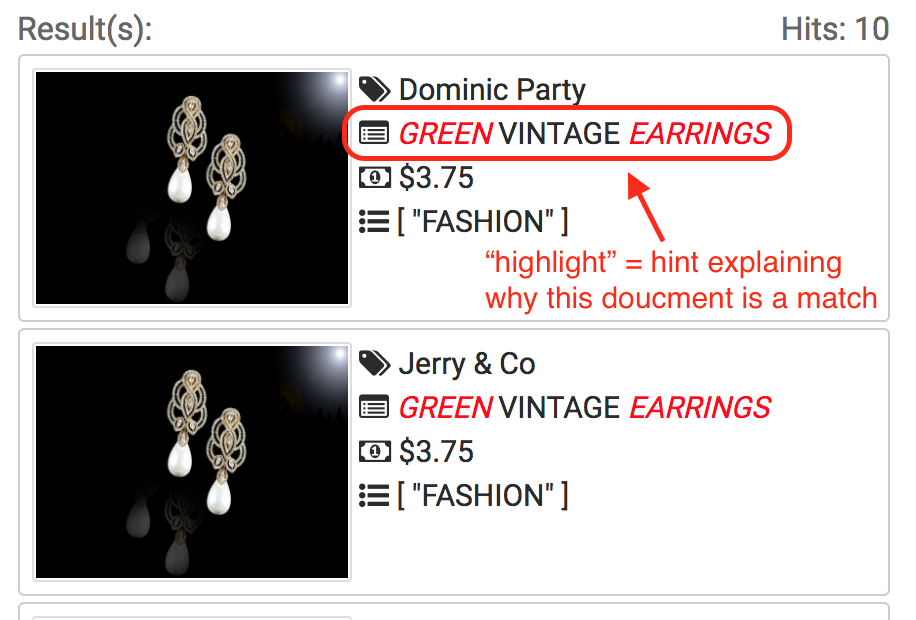 Result(s): Hits: 10
Dominic Party
GREEN VINTAGE EARRINGS
$3.75
[ "FASHION" ]
“highlight” = hint explaining
why this doucment is a match
Jerry & Co
GREEN VINTAGE EARRINGS
$3.75
[ "FASHION" ]